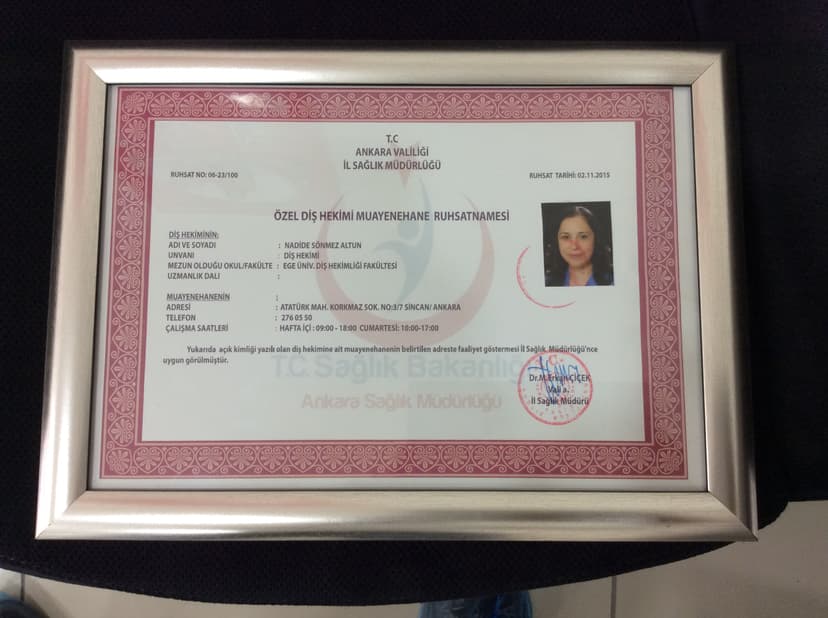 T.C
ANKARA VALİLİĞİ
İL SAĞLIK MÜDÜRLÜĞÜ
RUHSAT NO: 06-23/100
RUHSAT TARİHİ: 02.11.2015
ÖZEL DİŞ HEKİMİ MUAYENEHANE RUHSATNAMESİ
DİŞ HEKİMİNİN:
ADI VE SOYADI : NADİDE SÖNMEZ ALTUN
UNVANI : DİŞ HEKİMİ
MEZUN OLDUĞU OKUL/FAKÜLTE : EGE ÜNİV. DİŞ HEKİMLİĞİ FAKÜLTESİ
UZMANLIK DALI :
MUAYENEHANENİN :
ADRESİ : ATATÜRK MAH. KORKMAZ SOK. NO:3/7 SİNCAN/ ANKARA
TELEFON : 276 05 50
ÇALIŞMA SAATLERİ : HAFTA İÇİ : 09:00 - 18:00 CUMARTESİ: 10:00-17:00
Yukarıda açık kimliği yazılı olan diş hekimine ait muayenehanenin belirtilen adreste faaliyet göstermesi İl Sağlık Müdürlüğü'nce
uygun görülmüştür.
T.C. Sağlık Bakanlığı
Ankara Sağlık Müdürlüğü
Dr.M.Erkan ÇİÇEK
Vali a.
İl Sağlık Müdürü